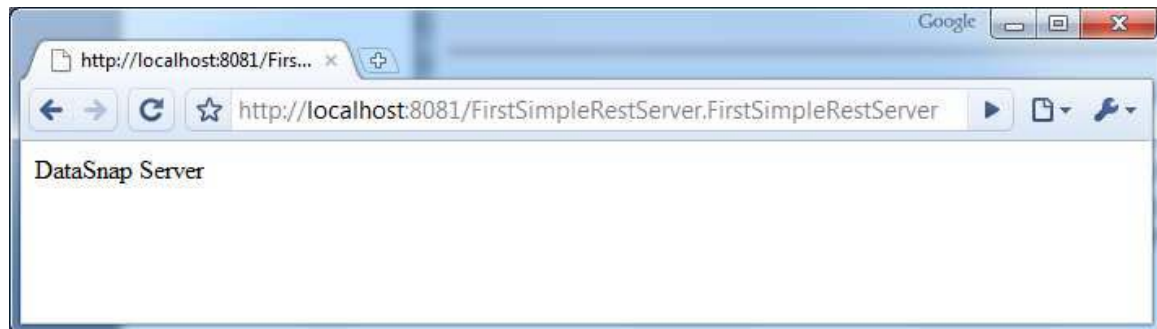 Google
http://localhost:8081/Firs...
http://localhost:8081/FirstSimpleRestServer.FirstSimpleRestServer
DataSnap Server